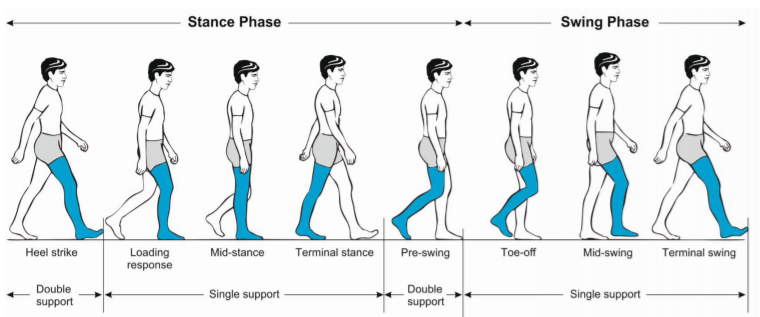 Stance Phase
Swing Phase
Heel strike
Loading
response
Mid-stance
Terminal stance
Pre-swing
Toe-off
Mid-swing
Terminal swing
Double
support
Single support
Double
support
Single support